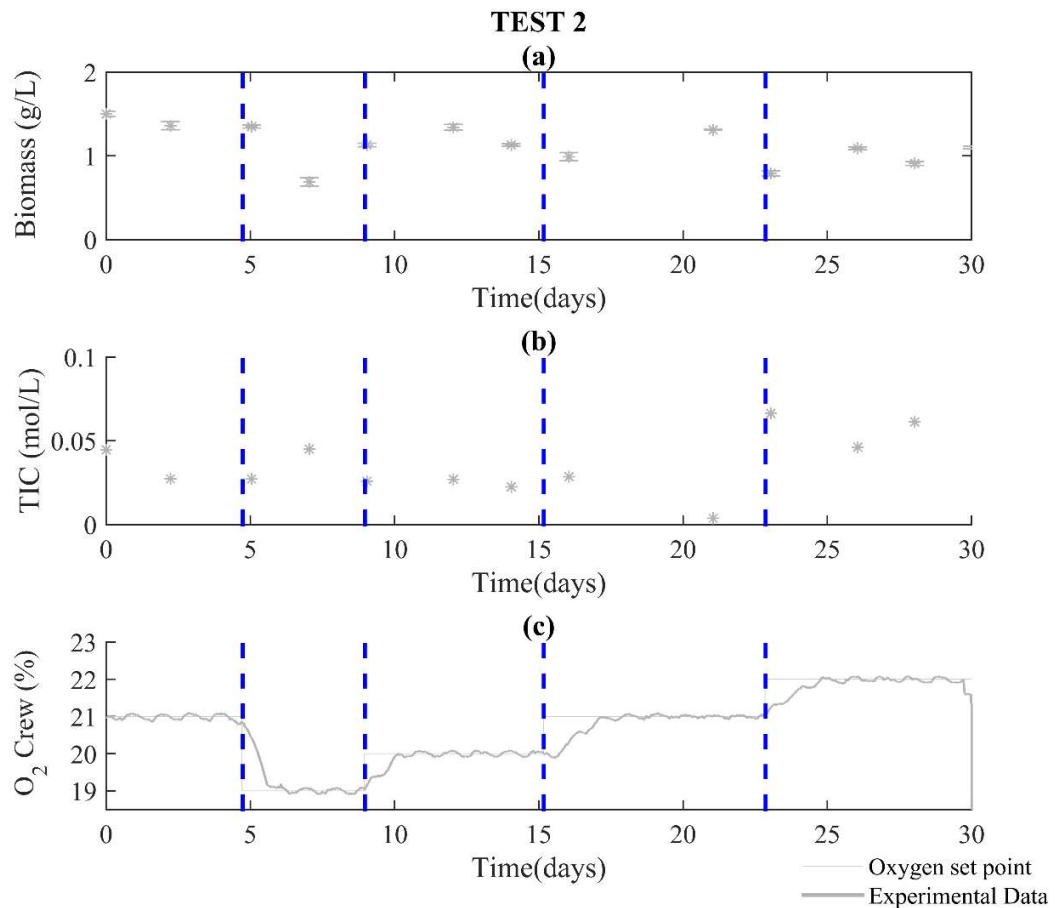 TEST 2
(a)
Biomass (g/L)
2
1
0
0 5 10 15 20 25 30
Time(days)
(b)
TIC (mol/L)
0.1
0.05
0
0 5 10 15 20 25 30
Time(days)
(c)
O2 Crew (%)
23
22
21
20
19
0 5 10 15 20 25 30
Time(days)
Oxygen set point
Experimental Data